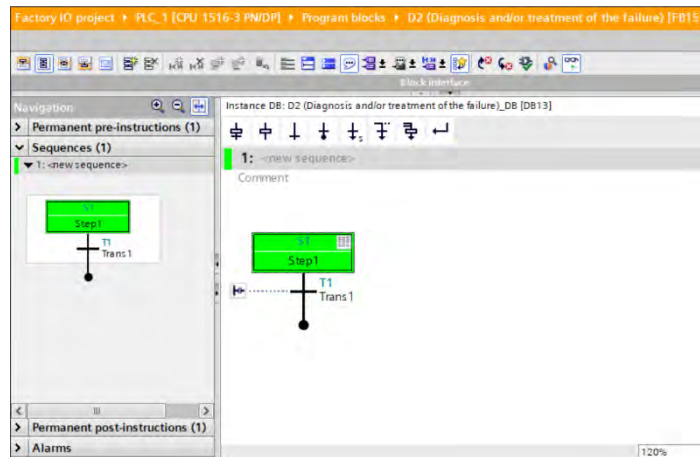 Factory IO project ▸ PLC_1 [CPU 1516-3 PN/DP] ▸ Program blocks ▸ D2 (Diagnosis and/or treatment of the failure) [FB15
Block interface
Navigation
Instance DB: D2 (Diagnosis and/or treatment of the failure)_DB [DB13]
Permanent pre-instructions (1)
Sequences (1)
1: <new sequence>
1: <new sequence>
Comment
S1
Step1
T1
Trans1
S1
Step1
T1
Trans1
Permanent post-instructions (1)
Alarms
120%